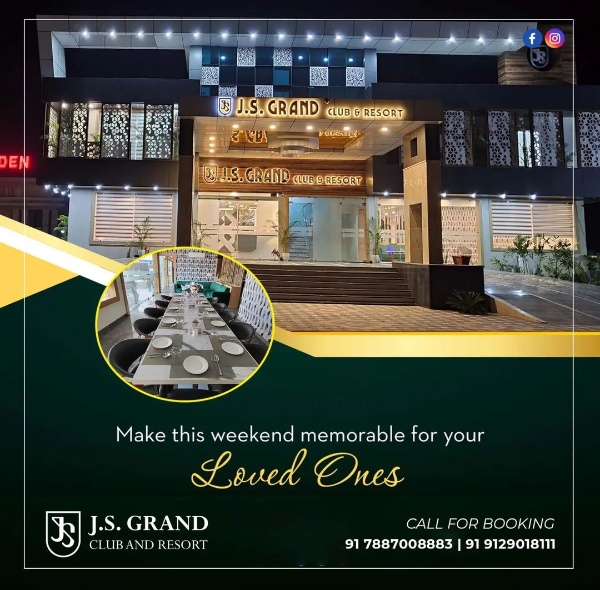 J.S. GRAND CLUB & RESORT
J.S. GRAND CLUB & RESORT
DEN
Make this weekend memorable for your
Loved Ones
JS J.S. GRAND
CLUB AND RESORT
CALL FOR BOOKING
91 7887008883 | 91 9129018111